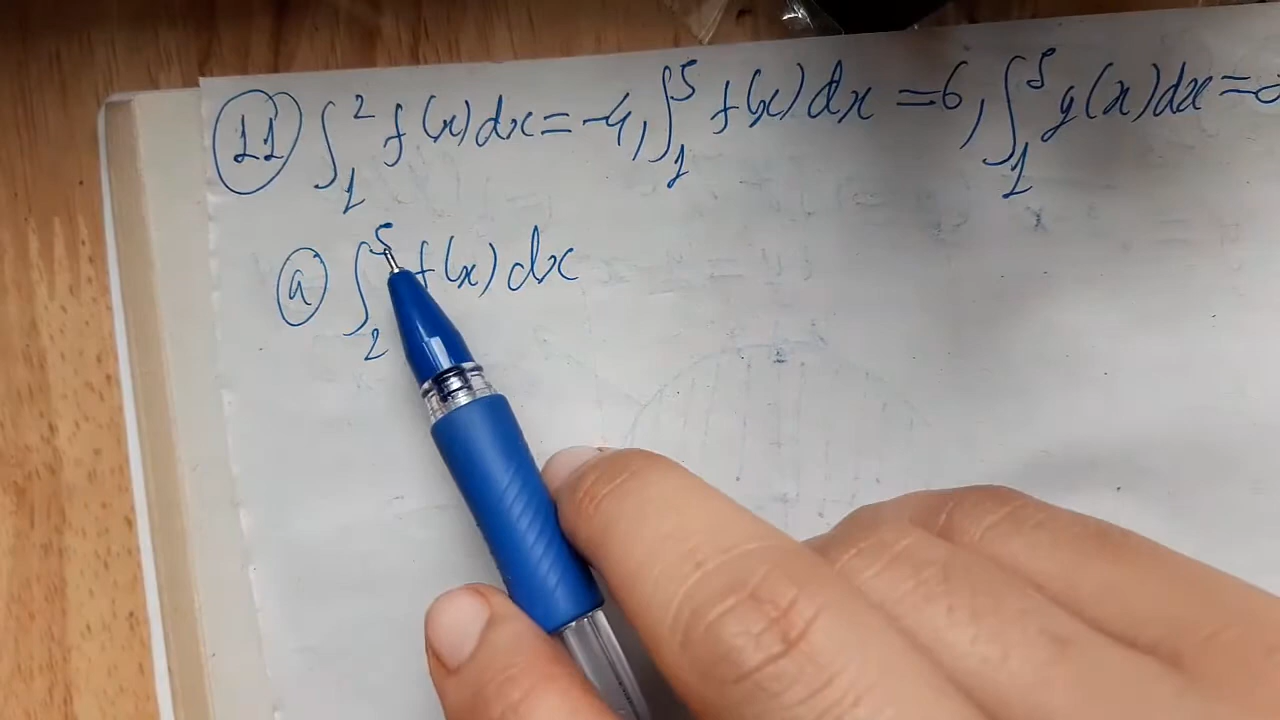 11 ∫₁² f(x)dx = -4, ∫₁⁵ f(x)dx = 6, ∫₁⁵ g(x)dx =
a ∫₂⁵ f(x)dx